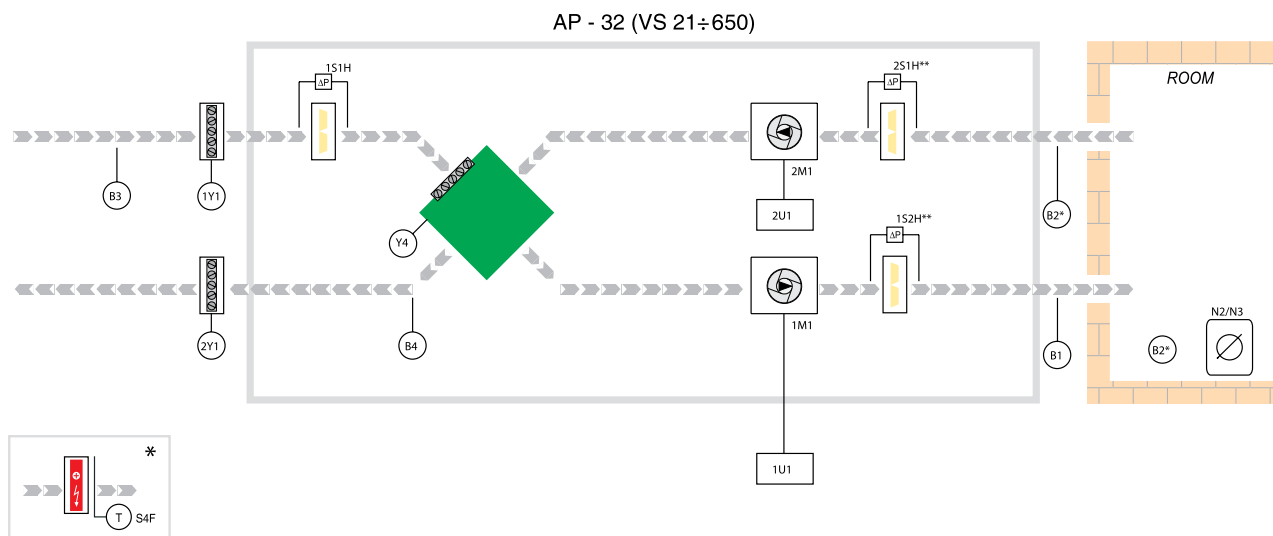 AP - 32 (VS 21÷650)
1S1H
ΔP
2S1H**
ΔP
ROOM
2M1
B3
1Y1
B2*
2U1
Y4
1S2H**
ΔP
N2/N3
1M1
2Y1
B4
B1
B2*
*
1U1
T
S4F